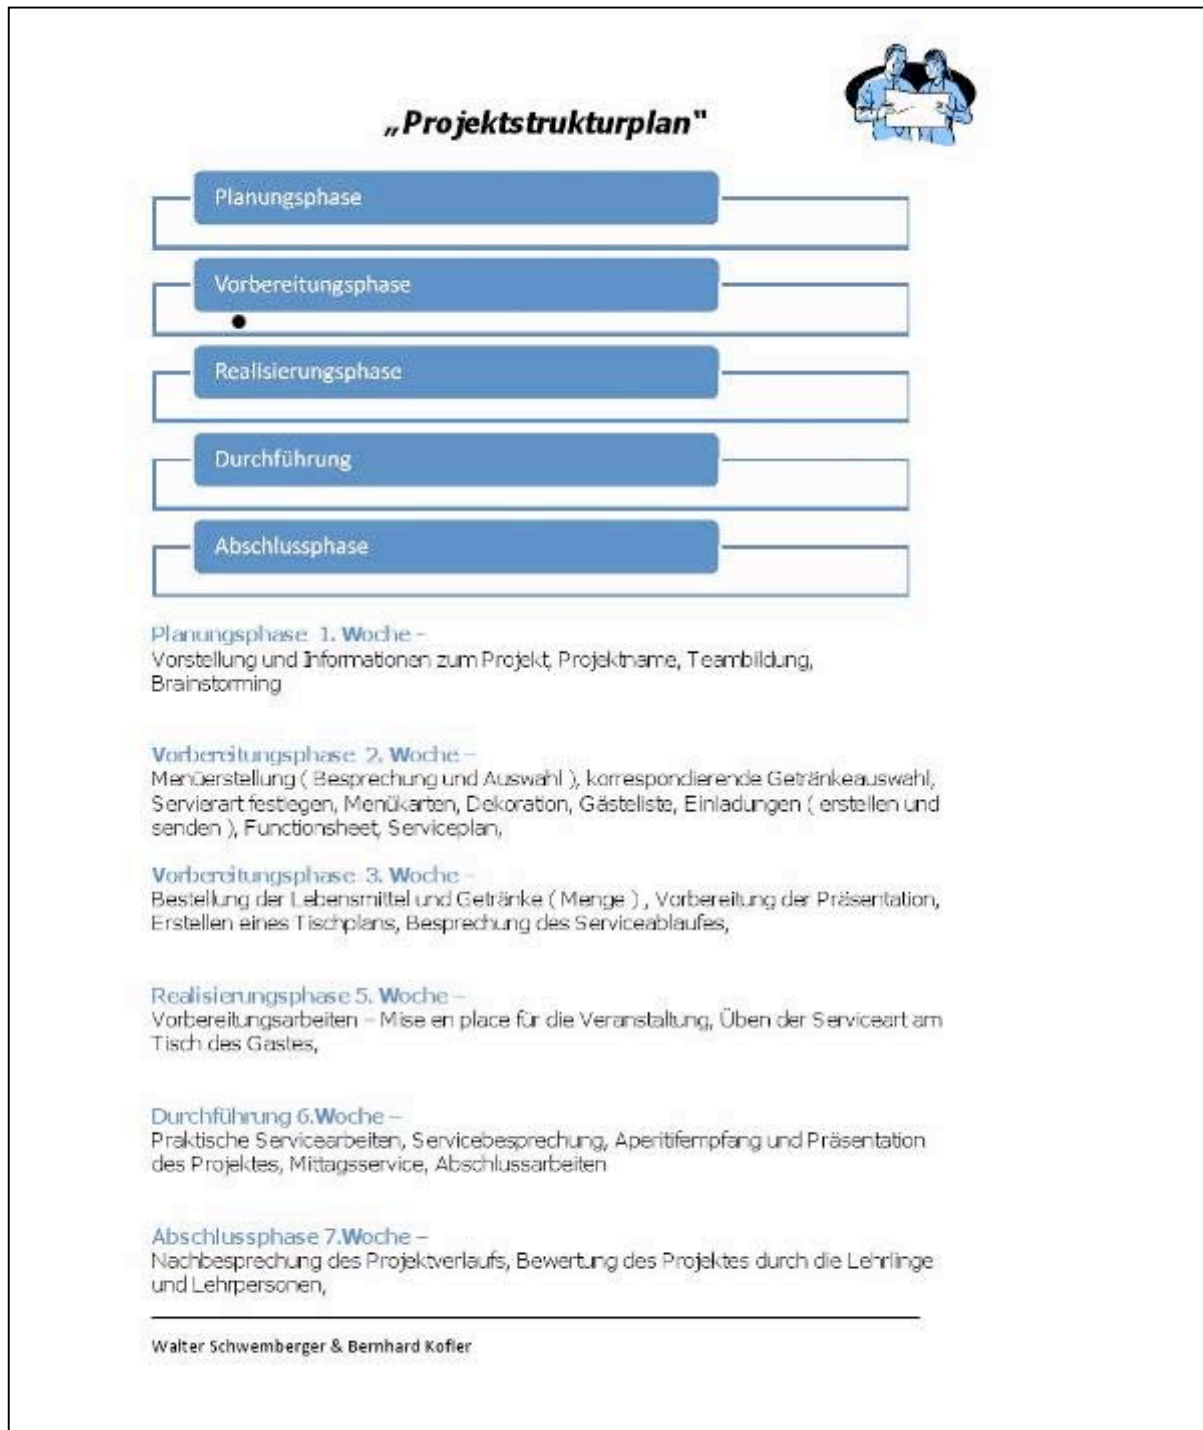 „Projektstrukturplan"
Planungsphase
Vorbereitungsphase
Realisierungsphase
Durchführung
Abschlussphase
Planungsphase 1. Woche –
Vorstellung und Informationen zum Projekt, Projektname, Teambildung,
Brainstorming
Vorbereitungsphase 2. Woche –
Menüerstellung ( Besprechung und Auswahl ), korrespondierende Getränkeauswahl,
Servierart festlegen, Menükarten, Dekoration, Gästeliste, Einladungen ( erstellen und
senden ), Functionsheet, Serviceplan,
Vorbereitungsphase 3. Woche –
Bestellung der Lebensmittel und Getränke ( Menge ) , Vorbereitung der Präsentation,
Erstellen eines Tischplans, Besprechung des Serviceablaufes,
Realisierungsphase 5. Woche –
Vorbereitungsarbeiten – Mise en place für die Veranstaltung, Üben der Serviceart am
Tisch des Gastes,
Durchführung 6.Woche –
Praktische Servicearbeiten, Servicebesprechung, Aperitifempfang und Präsentation
des Projektes, Mittagsservice, Abschlussarbeiten
Abschlussphase 7.Woche –
Nachbesprechung des Projektverlaufs, Bewertung des Projektes durch die Lehrlinge
und Lehrpersonen,
Walter Schwemberger & Bernhard Kofler